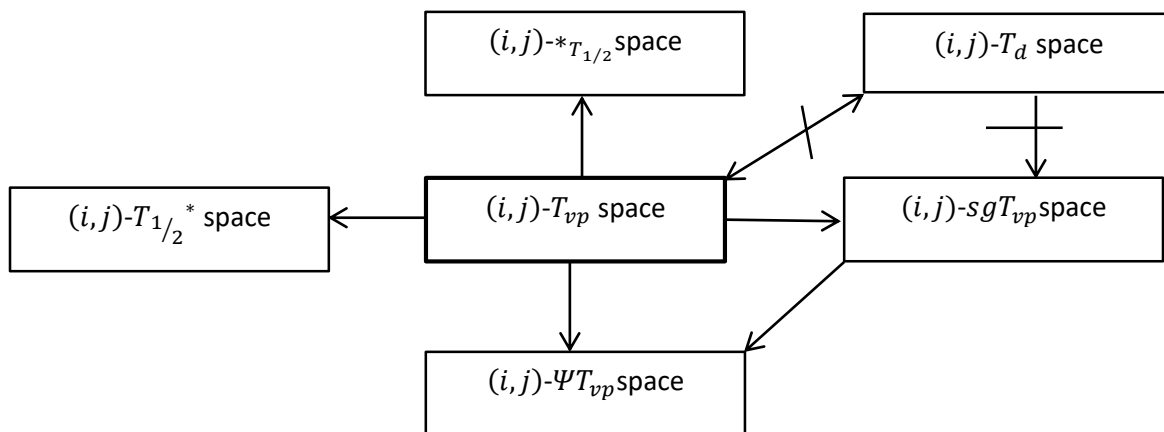 (i, j)-*T1/2 space
(i, j)-Td space
(i, j)-T1/2* space
(i, j)-Tvp space
(i, j)-sgTvp space
(i, j)-ΨTvp space